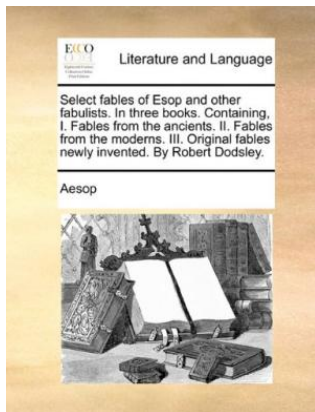 ECCO
Literature and Language
Select fables of Esop and other
fabulists. In three books. Containing,
I. Fables from the ancients. II. Fables
from the moderns. III. Original fables
newly invented. By Robert Dodsley.
Aesop